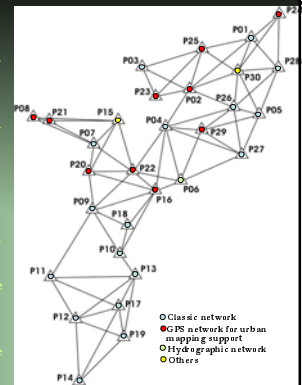 P24
P01
P25
P03
P28
P30
P23
P02
P26
P08
P21
P15
P04
P29
P05
P07
P27
P20
P22
P06
P16
P09
P18
P10
P11
P13
P12
P17
P19
P14
Classic network
GPS network for urban
mapping support
Hydrographic network
Others